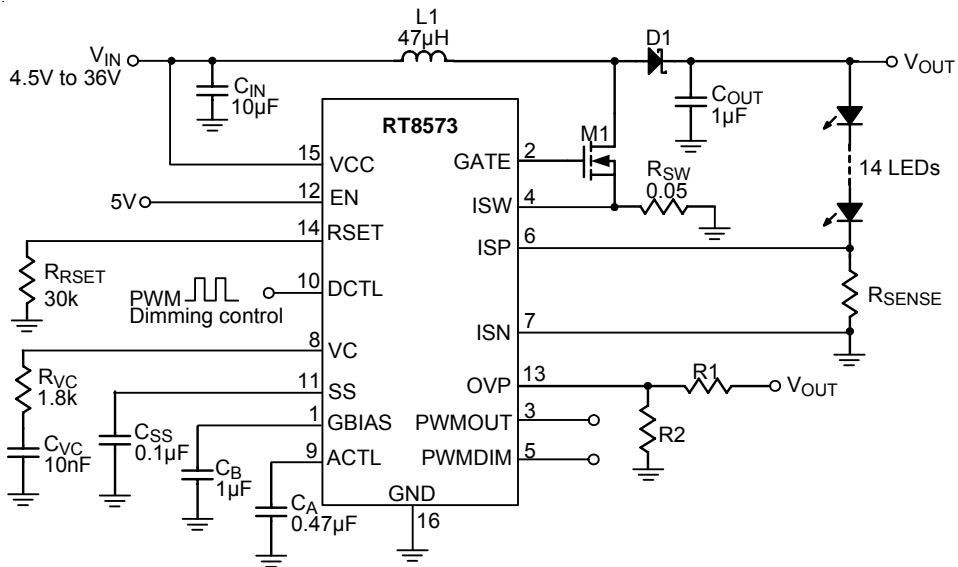 L1
47µH
D1
VIN
4.5V to 36V
VOUT
CIN
10µF
COUT
1µF
RT8573
M1
15
VCC
GATE
2
RSW
0.05
14 LEDs
5V
12
EN
ISW
4
14
RSET
ISP
6
RRSET
30k
10
DCTL
PWM
Dimming control
RSENSE
ISN
7
8
VC
RVC
1.8k
11
SS
OVP
13
R1
VOUT
CSS
0.1µF
1
GBIAS
PWMOUT
3
R2
CVC
10nF
CB
1µF
9
ACTL
PWMDIM
5
CA
0.47µF
GND
16